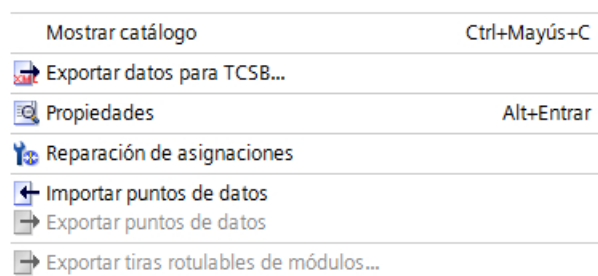 Mostrar catálogo Ctrl+Mayús+C
XML Exportar datos para TCSB...
Propiedades Alt+Entrar
Reparación de asignaciones
Importar puntos de datos
Exportar puntos de datos
Exportar tiras rotulables de módulos...